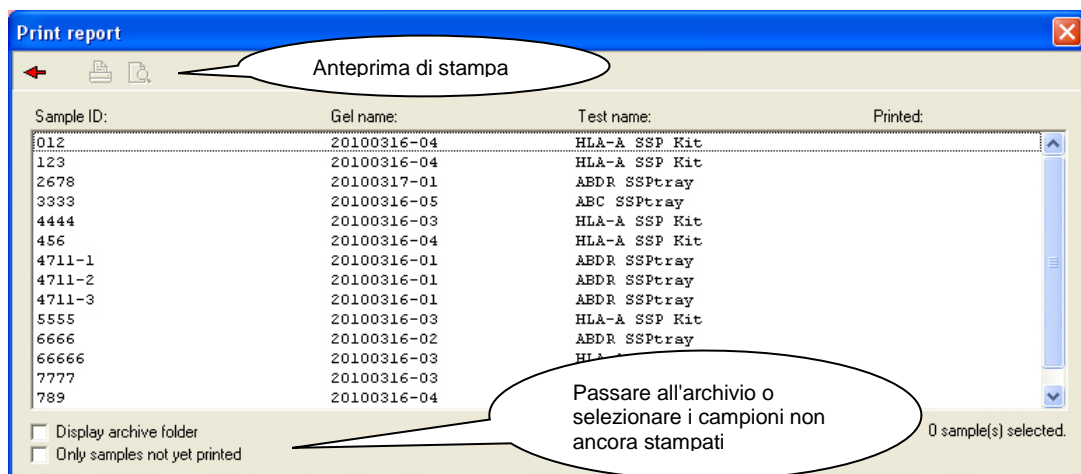 Print report
Anteprima di stampa
Sample ID: Gel name: Test name: Printed:
012 20100316-04 HLA-A SSP Kit
123 20100316-04 HLA-A SSP Kit
2678 20100317-01 ABDR SSPtray
3333 20100316-05 ABC SSPtray
4444 20100316-03 HLA-A SSP Kit
456 20100316-04 HLA-A SSP Kit
4711-1 20100316-01 ABDR SSPtray
4711-2 20100316-01 ABDR SSPtray
4711-3 20100316-01 ABDR SSPtray
5555 20100316-03 HLA-A SSP Kit
6666 20100316-02 ABDR SSPtray
66666 20100316-03
7777 20100316-03
789 20100316-04
Passare all'archivio o
selezionare i campioni non
ancora stampati
Display archive folder
0 sample(s) selected.
Only samples not yet printed